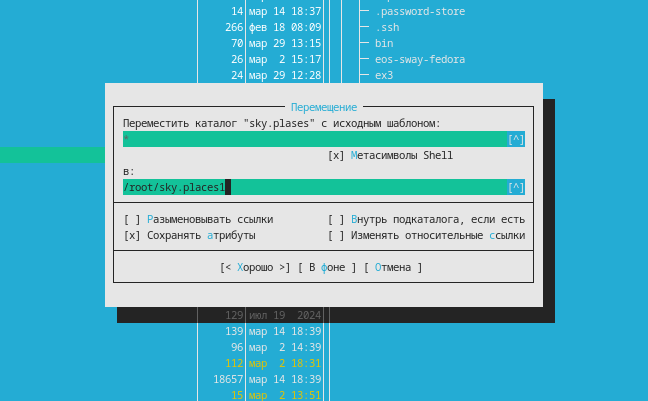 14 мар 14 18:37 .password-store
266 фев 18 08:09 .ssh
70 мар 29 13:15 bin
26 мар 2 15:17 eos-sway-fedora
24 мар 29 12:28 ex3
Перемещение
Переместить каталог "sky.plases" с исходным шаблоном:
* [^]
[x] Метасимволы Shell
в:
/root/sky.places1 [^]
[ ] Разыменовывать ссылки [ ] Внутрь подкаталога, если есть
[x] Сохранять атрибуты [ ] Изменять относительные ссылки
[< Хорошо >] [ В фоне ] [ Отмена ]
129 июл 19 2024
139 мар 14 18:39
96 мар 2 14:39
112 мар 2 18:31
18657 мар 14 18:39
15 мар 2 13:51